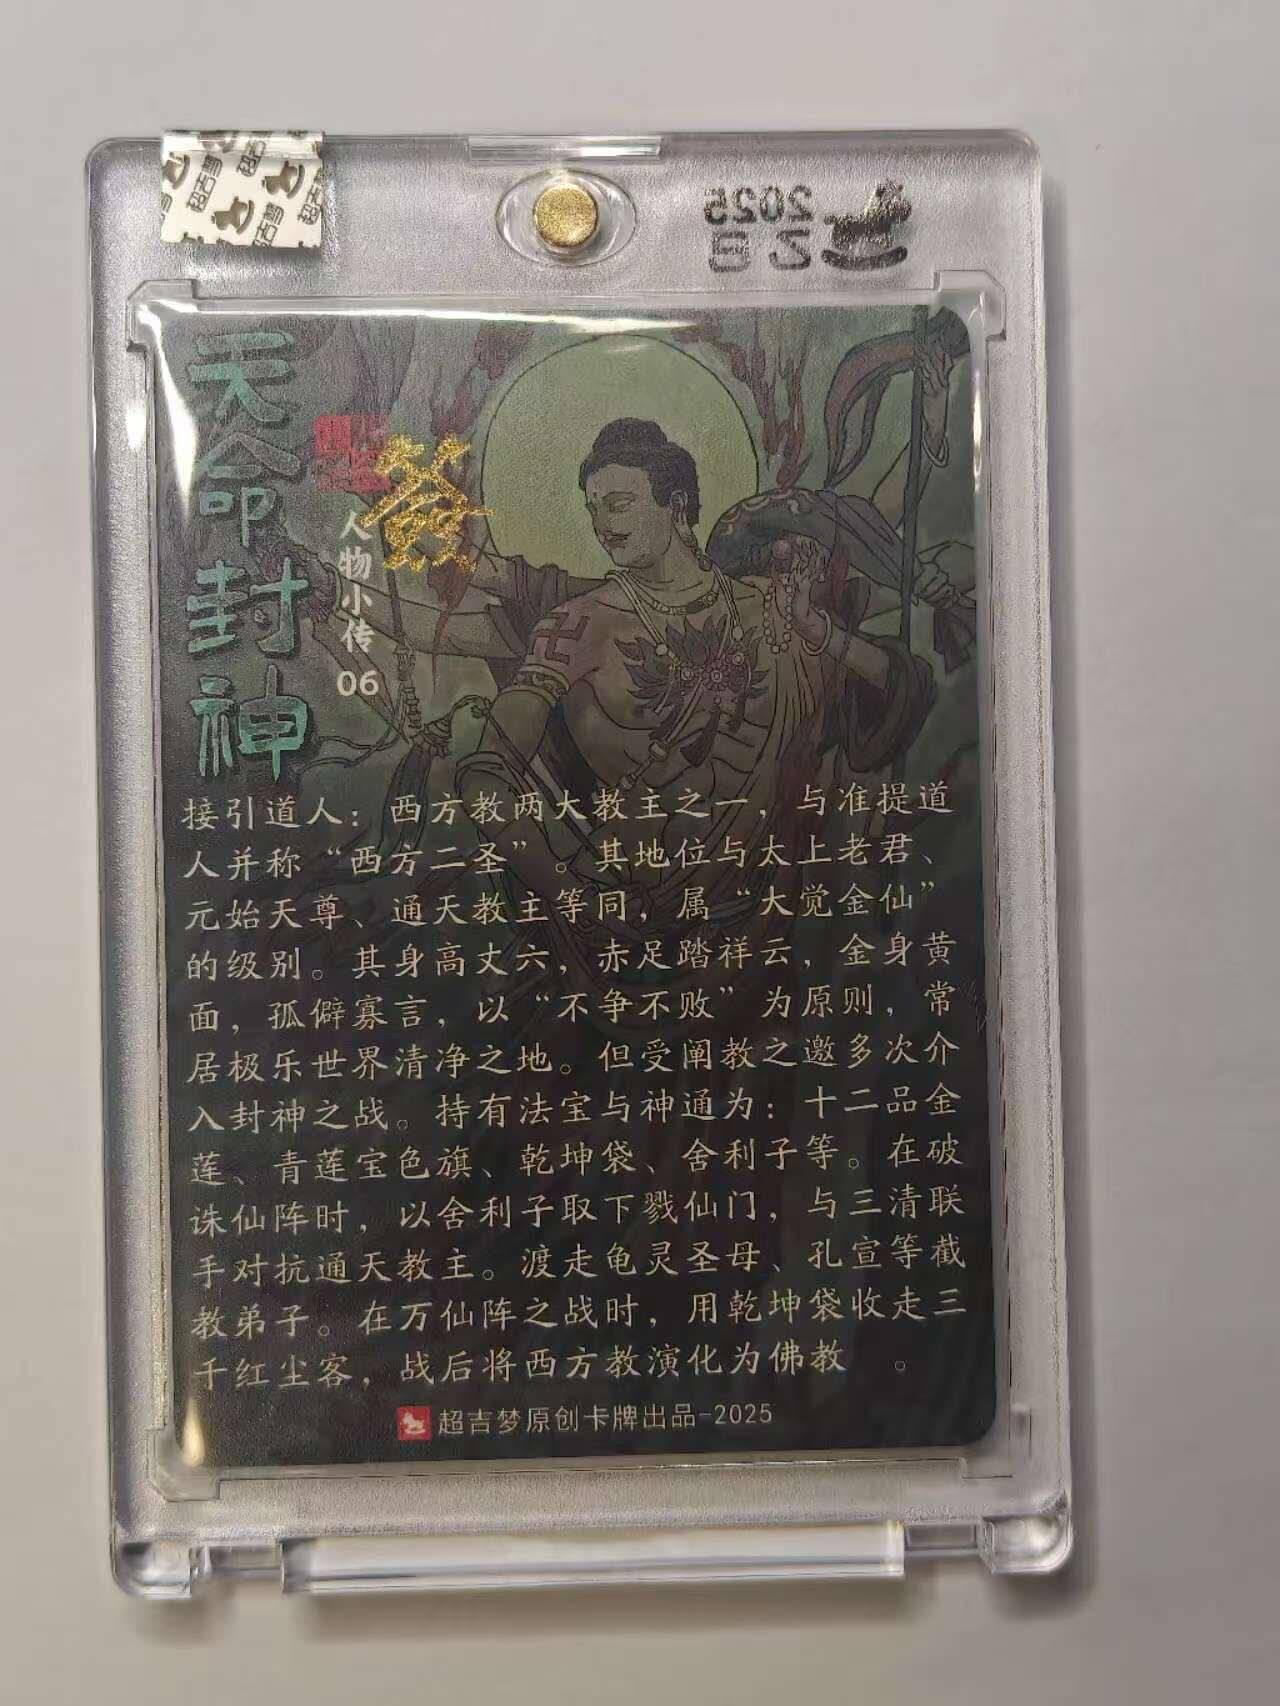 超吉梦
2025
乙巳
天命封神
签
人物小传
06
接引道人：西方教两大教主之一，与准提道
人并称“西方二圣”。其地位与太上老君、
元始天尊、通天教主等同，属“大觉金仙”
的级别。其身高丈六，赤足踏祥云，金身黄
面，孤僻寡言，以“不争不败”为原则，常
居极乐世界清净之地。但受阐教之邀多次介
入封神之战。持有法宝与神通为：十二品金
莲、青莲宝色旗、乾坤袋、舍利子等。在破
诛仙阵时，以舍利子取下戮仙门，与三清联
手对抗通天教主。渡走龟灵圣母、孔宣等截
教弟子。在万仙阵之战时，用乾坤袋收走三
千红尘客，战后将西方教演化为佛教 。
超吉梦原创卡牌出品-2025